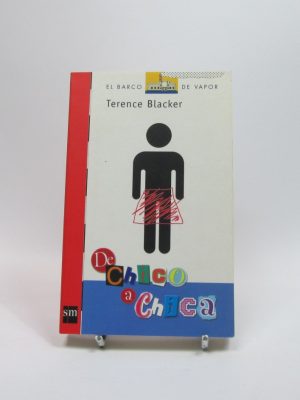 EL BARCO DE VAPOR
Terence Blacker
De
Chico
a
Chica
sm